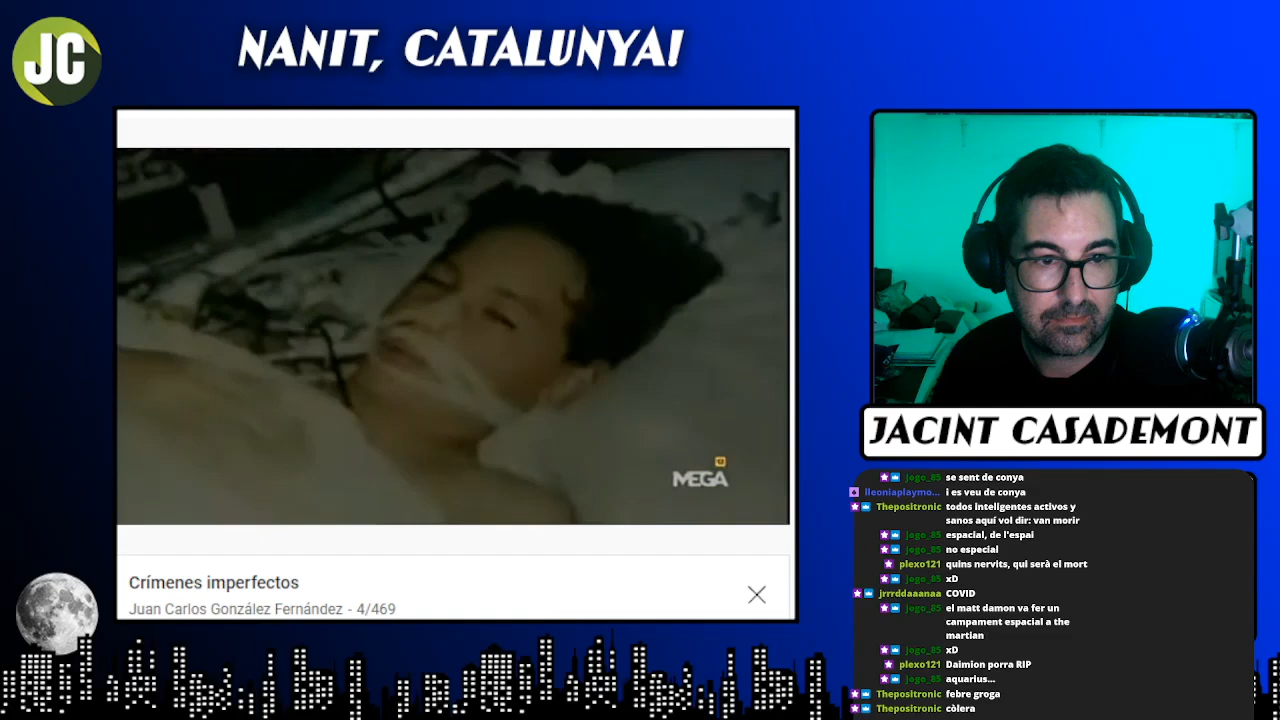 JC
NANIT, CATALUNYA!
MEGA
Crímenes imperfectos
Juan Carlos González Fernández - 4/469
JACINT CASADEMONT
Jogo_85 se sent de conya
lleoniaplaymo... i es veu de conya
Thepositronic todos inteligentes activos y
sanos aquí vol dir: van morir
Jogo_85 espacial, de l'espai
Jogo_85 no especial
plexo121 quins nervits, qui serà el mort
Jogo_85 xD
jrrrddaaanaa COVID
Jogo_85 el matt damon va fer un
campament espacial a the
martian
Jogo_85 xD
plexo121 Daimion porra RIP
Jogo_85 aquarius...
Thepositronic febre groga
Thepositronic còlera